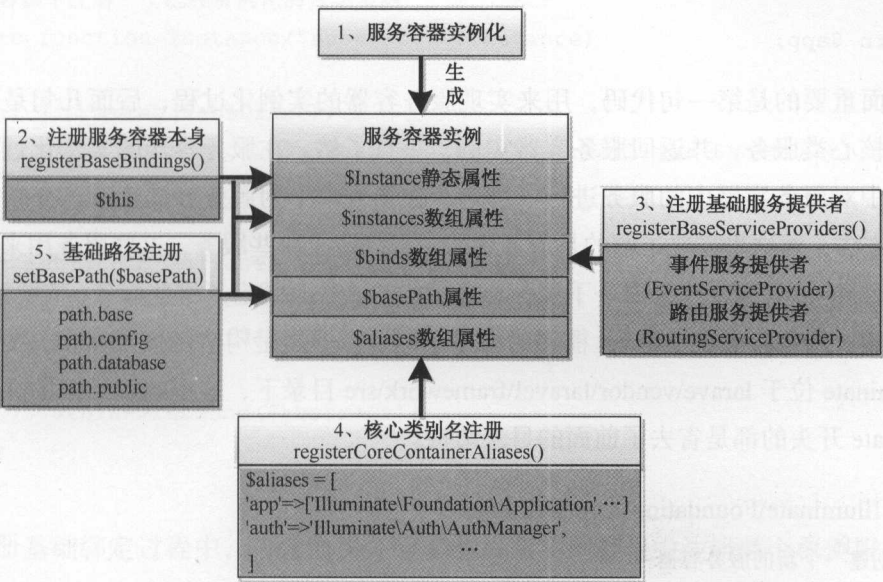 1、服务容器实例化
生
成
2、注册服务容器本身
registerBaseBindings()
$this
服务容器实例
$Instance静态属性
$instances数组属性
$binds数组属性
$basePath属性
$aliases数组属性
3、注册基础服务提供者
registerBaseServiceProviders()
事件服务提供者
(EventServiceProvider)
路由服务提供者
(RoutingServiceProvider)
5、基础路径注册
setBasePath($basePath)
path.base
path.config
path.database
path.public
4、核心类别名注册
registerCoreContainerAliases()
$aliases = [
'app'=>['Illuminate\Foundation\Application',…]
'auth'=>'Illuminate\Auth\AuthManager',
…
]